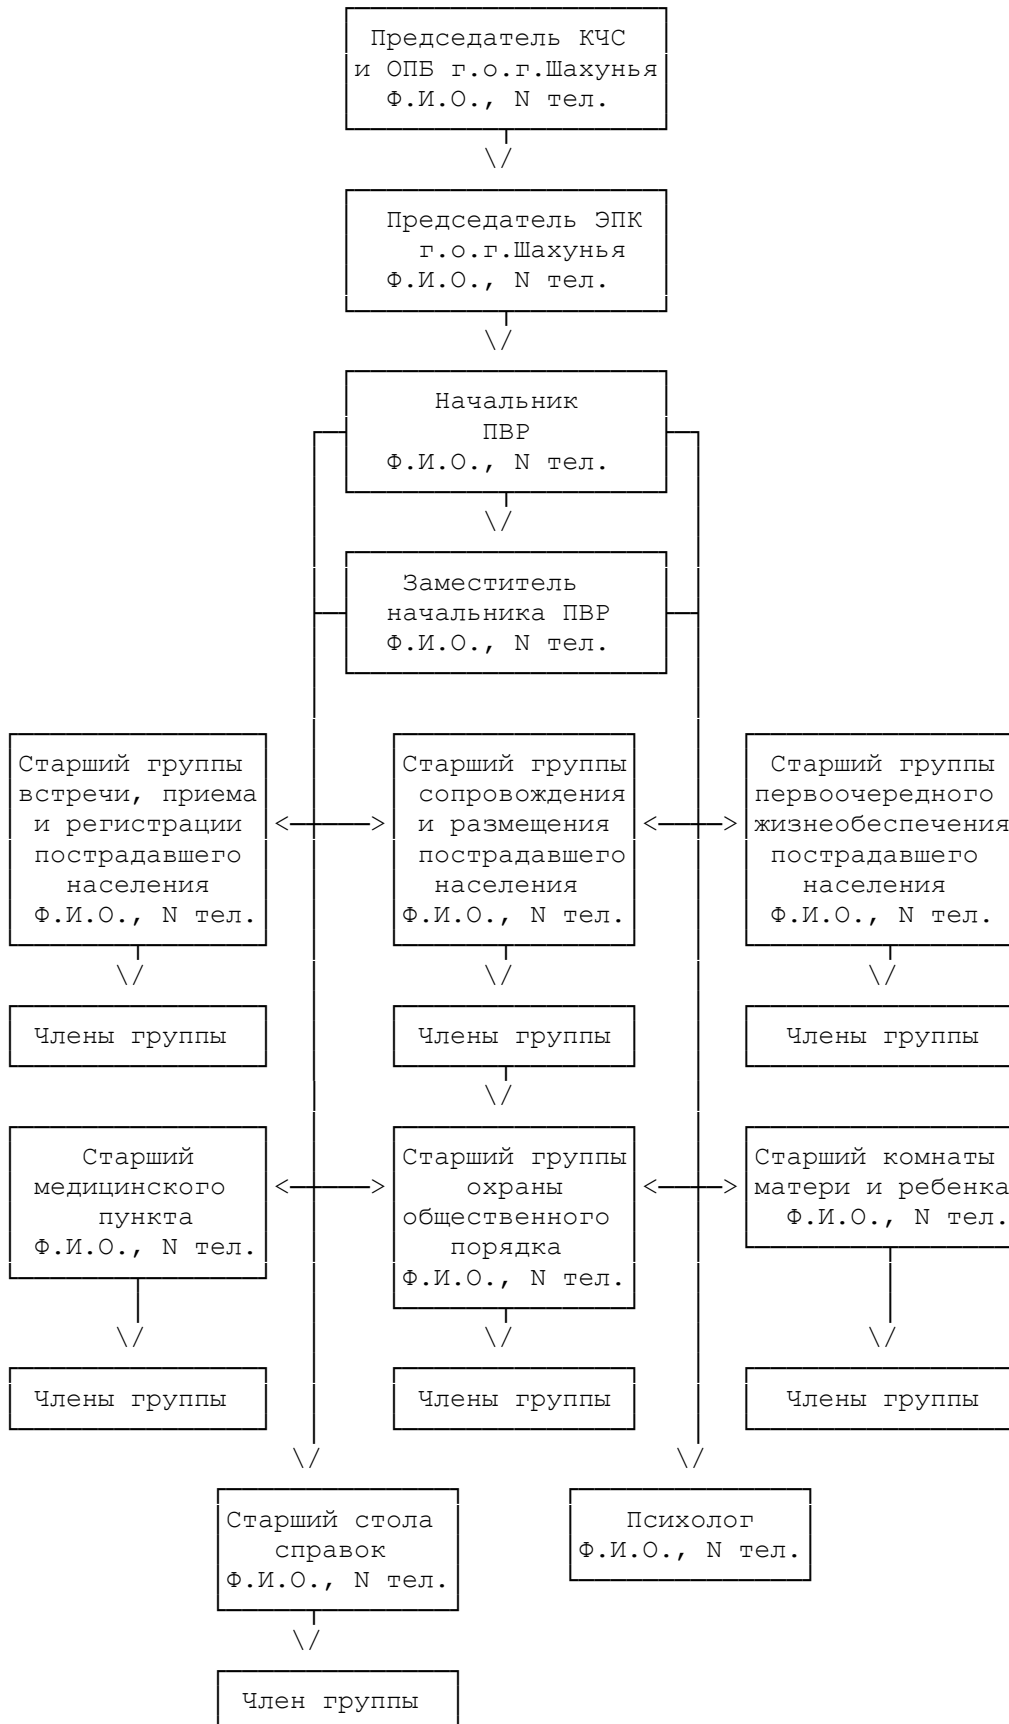 Председатель КЧС
и ОПБ г.о.г.Шахунья
Ф.И.О., N тел.
Председатель ЭПК
г.о.г.Шахунья
Ф.И.О., N тел.
Начальник
ПВР
Ф.И.О., N тел.
Заместитель
начальника ПВР
Ф.И.О., N тел.
Старший группы
встречи, приема
и регистрации
пострадавшего
населения
Ф.И.О., N тел.
Старший группы
сопровождения
и размещения
пострадавшего
населения
Ф.И.О., N тел.
Старший группы
первоочередного
жизнеобеспечения
пострадавшего
населения
Ф.И.О., N тел.
Члены группы
Члены группы
Члены группы
Старший
медицинского
пункта
Ф.И.О., N тел.
Старший группы
охраны
общественного
порядка
Ф.И.О., N тел.
Старший комнаты
матери и ребенка
Ф.И.О., N тел.
Члены группы
Члены группы
Члены группы
Старший стола
справок
Ф.И.О., N тел.
Психолог
Ф.И.О., N тел.
Член группы